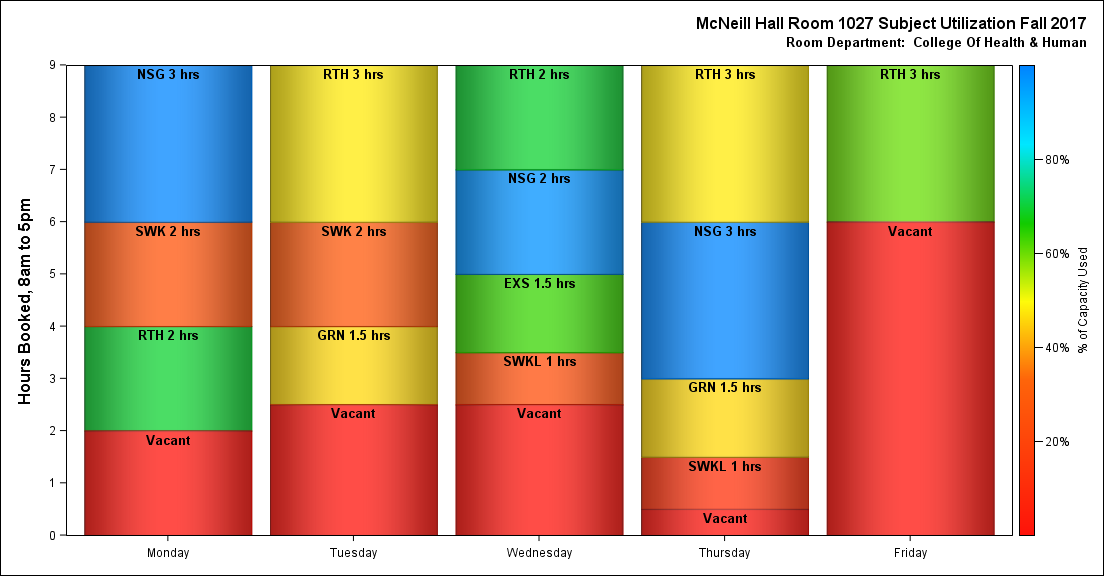 McNeill Hall Room 1027 Subject Utilization Fall 2017
Room Department:  College Of Health & Human
Hours Booked, 8am to 5pm
9
8
7
6
5
4
3
2
1
0
NSG 3 hrs
SWK 2 hrs
RTH 2 hrs
Vacant
Monday
RTH 3 hrs
SWK 2 hrs
GRN 1.5 hrs
Vacant
Tuesday
RTH 2 hrs
NSG 2 hrs
EXS 1.5 hrs
SWKL 1 hrs
Vacant
Wednesday
RTH 3 hrs
NSG 3 hrs
GRN 1.5 hrs
SWKL 1 hrs
Vacant
Thursday
RTH 3 hrs
Vacant
Friday
80%
60%
40%
20%
% of Capacity Used